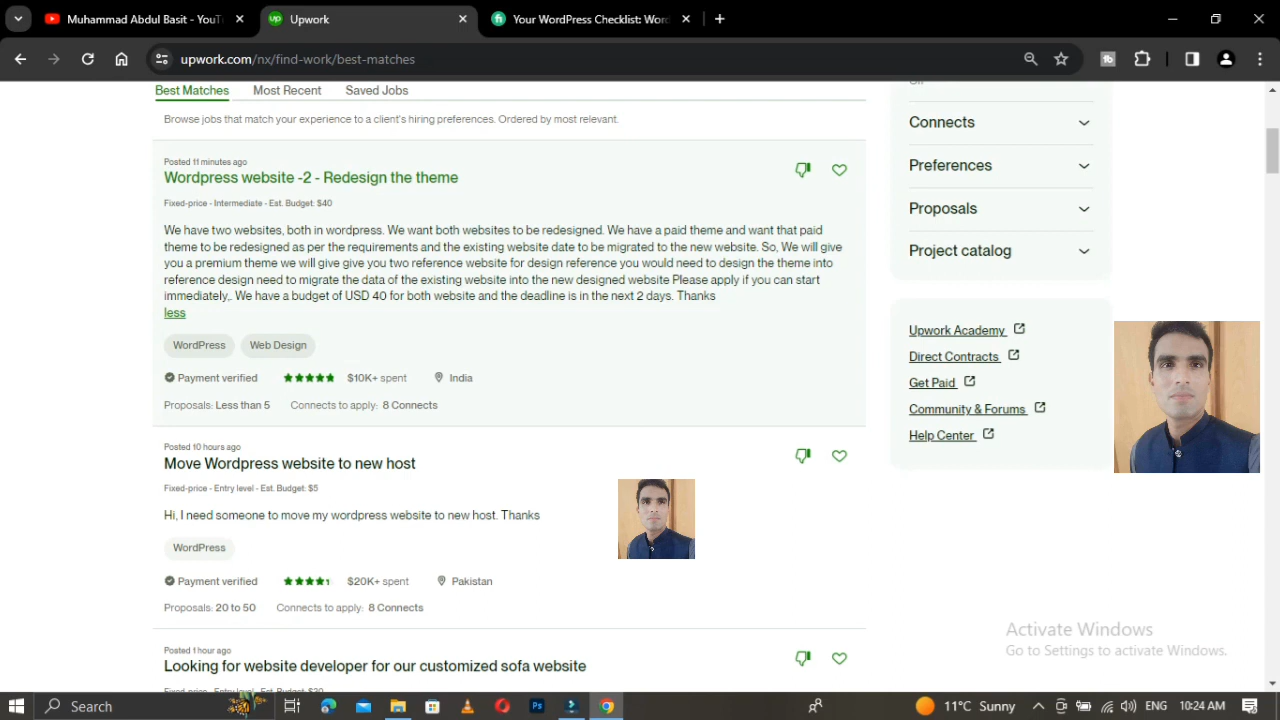 Muhammad Abdul Basit - YouT
Upwork
Your WordPress Checklist: Word
upwork.com/nx/find-work/best-matches
Best Matches
Most Recent
Saved Jobs
Browse jobs that match your experience to a client's hiring preferences. Ordered by most relevant.
Posted 11 minutes ago
Wordpress website -2 - Redesign the theme
Fixed-price - Intermediate - Est. Budget: $40
We have two websites, both in wordpress. We want both websites to be redesigned. We have a paid theme and want that paid
theme to be redesigned as per the requirements and the existing website date to be migrated to the new website. So, We will give
you a premium theme we will give give you two reference website for design reference you would need to design the theme into
reference design need to migrate the data of the existing website into the new designed website Please apply if you can start
immediately,. We have a budget of USD 40 for both website and the deadline is in the next 2 days. Thanks
less
WordPress
Web Design
Payment verified
$10K+ spent
India
Proposals: Less than 5
Connects to apply: 8 Connects
Posted 10 hours ago
Move Wordpress website to new host
Fixed-price - Entry level - Est. Budget: $5
Hi, I need someone to move my wordpress website to new host. Thanks
WordPress
Payment verified
$20K+ spent
Pakistan
Proposals: 20 to 50
Connects to apply: 8 Connects
Posted 1 hour ago
Looking for website developer for our customized sofa website
Fixed-price - Entry level - Est. Budget: $30
Connects
Preferences
Proposals
Project catalog
Upwork Academy
Direct Contracts
Get Paid
Community & Forums
Help Center
Activate Windows
Go to Settings to activate Windows.
Search
11°C Sunny
ENG
10:24 AM